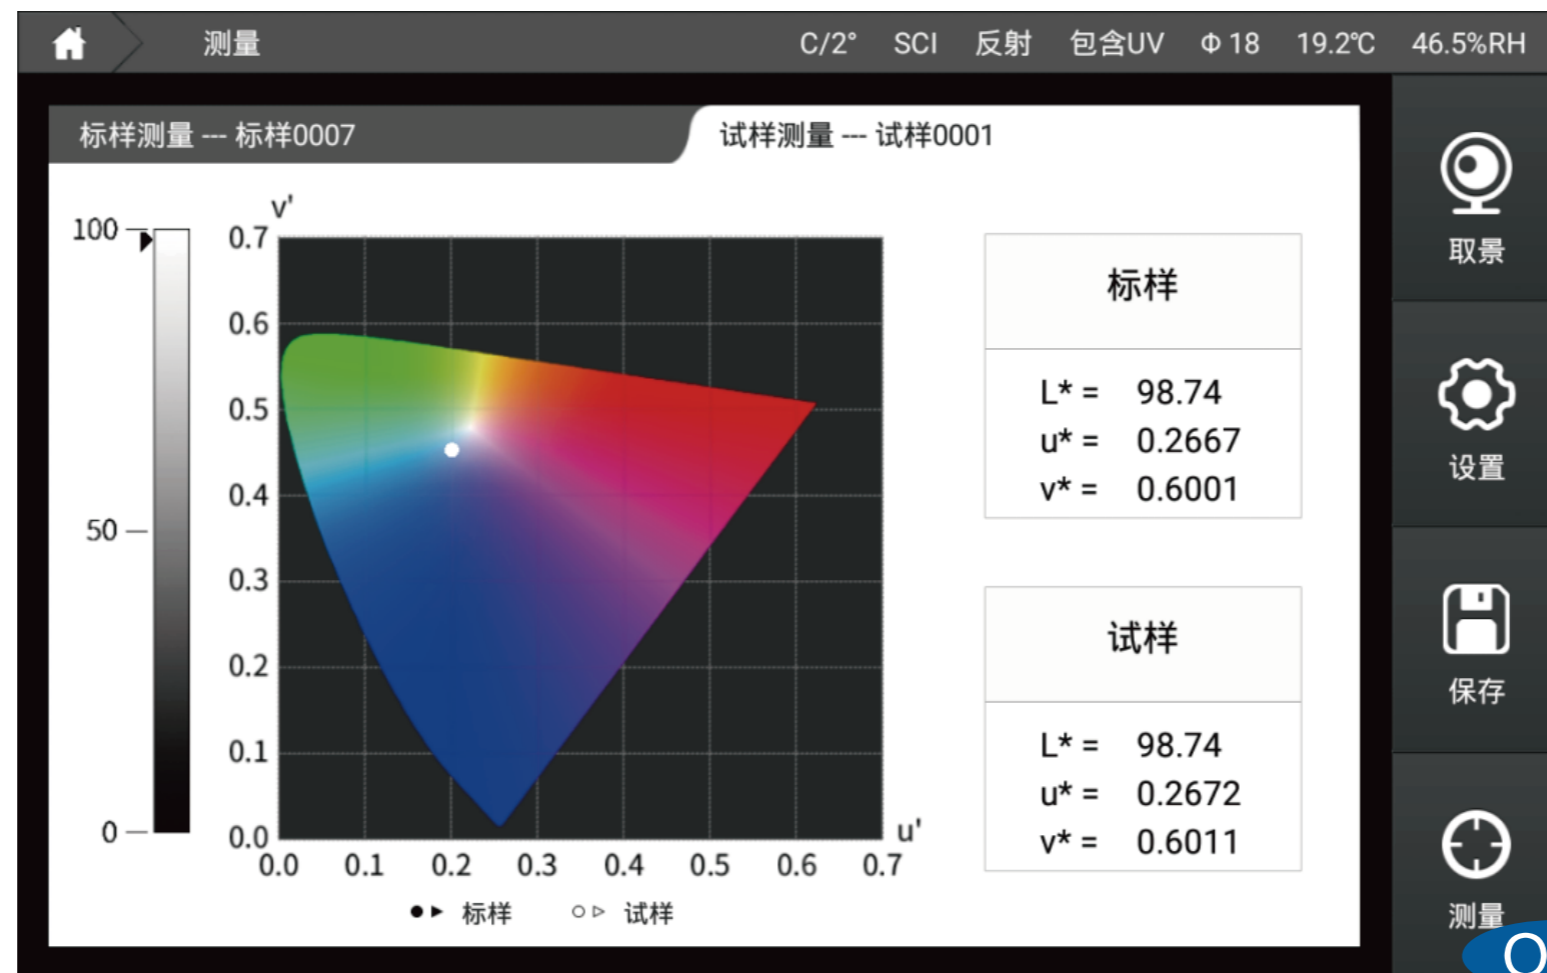 测量 C/2° SCI 反射 包含UV Φ 18 19.2℃ 46.5%RH
标样测量 --- 标样0007
试样测量 --- 试样0001
v'
100
50
0
0.7
0.6
0.5
0.4
0.3
0.2
0.1
0.0
u'
0.0 0.1 0.2 0.3 0.4 0.5 0.6 0.7
标样 试样
标样
L* = 98.74
u* = 0.2667
v* = 0.6001
试样
L* = 98.74
u* = 0.2672
v* = 0.6011
取景
设置
保存
测量